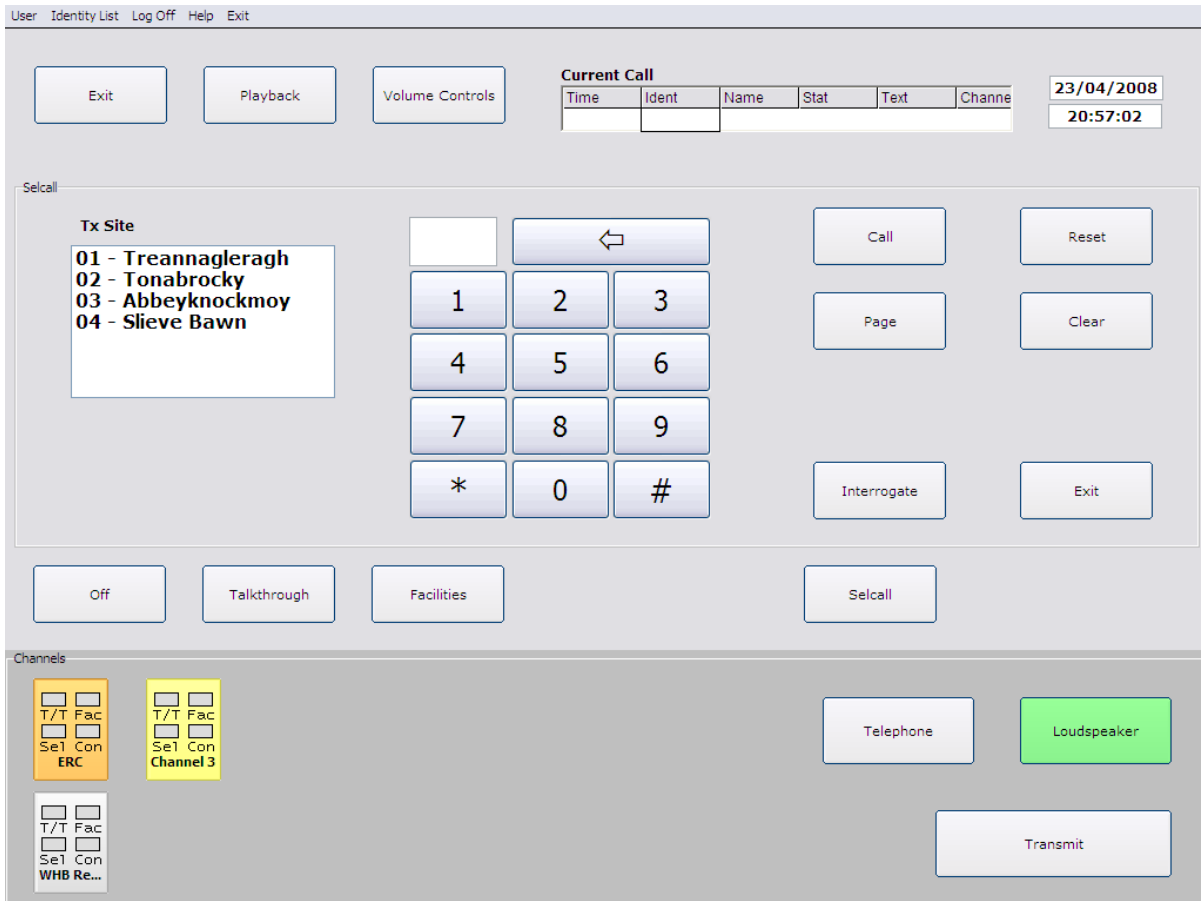 User Identity List Log Off Help Exit
Exit Playback Volume Controls
Current Call
Time Ident Name Stat Text Channe
23/04/2008
20:57:02
Selcall
Tx Site
01 - Treannagleragh
02 - Tonabrocky
03 - Abbeyknockmoy
04 - Slieve Bawn
1 2 3
4 5 6
7 8 9
* 0 #
Call Reset
Page Clear
Interrogate Exit
Off Talkthrough Facilities Selcall
Channels
T/T Fac
Sel Con
ERC
T/T Fac
Sel Con
Channel 3
T/T Fac
Sel Con
WHB Re...
Telephone Loudspeaker
Transmit